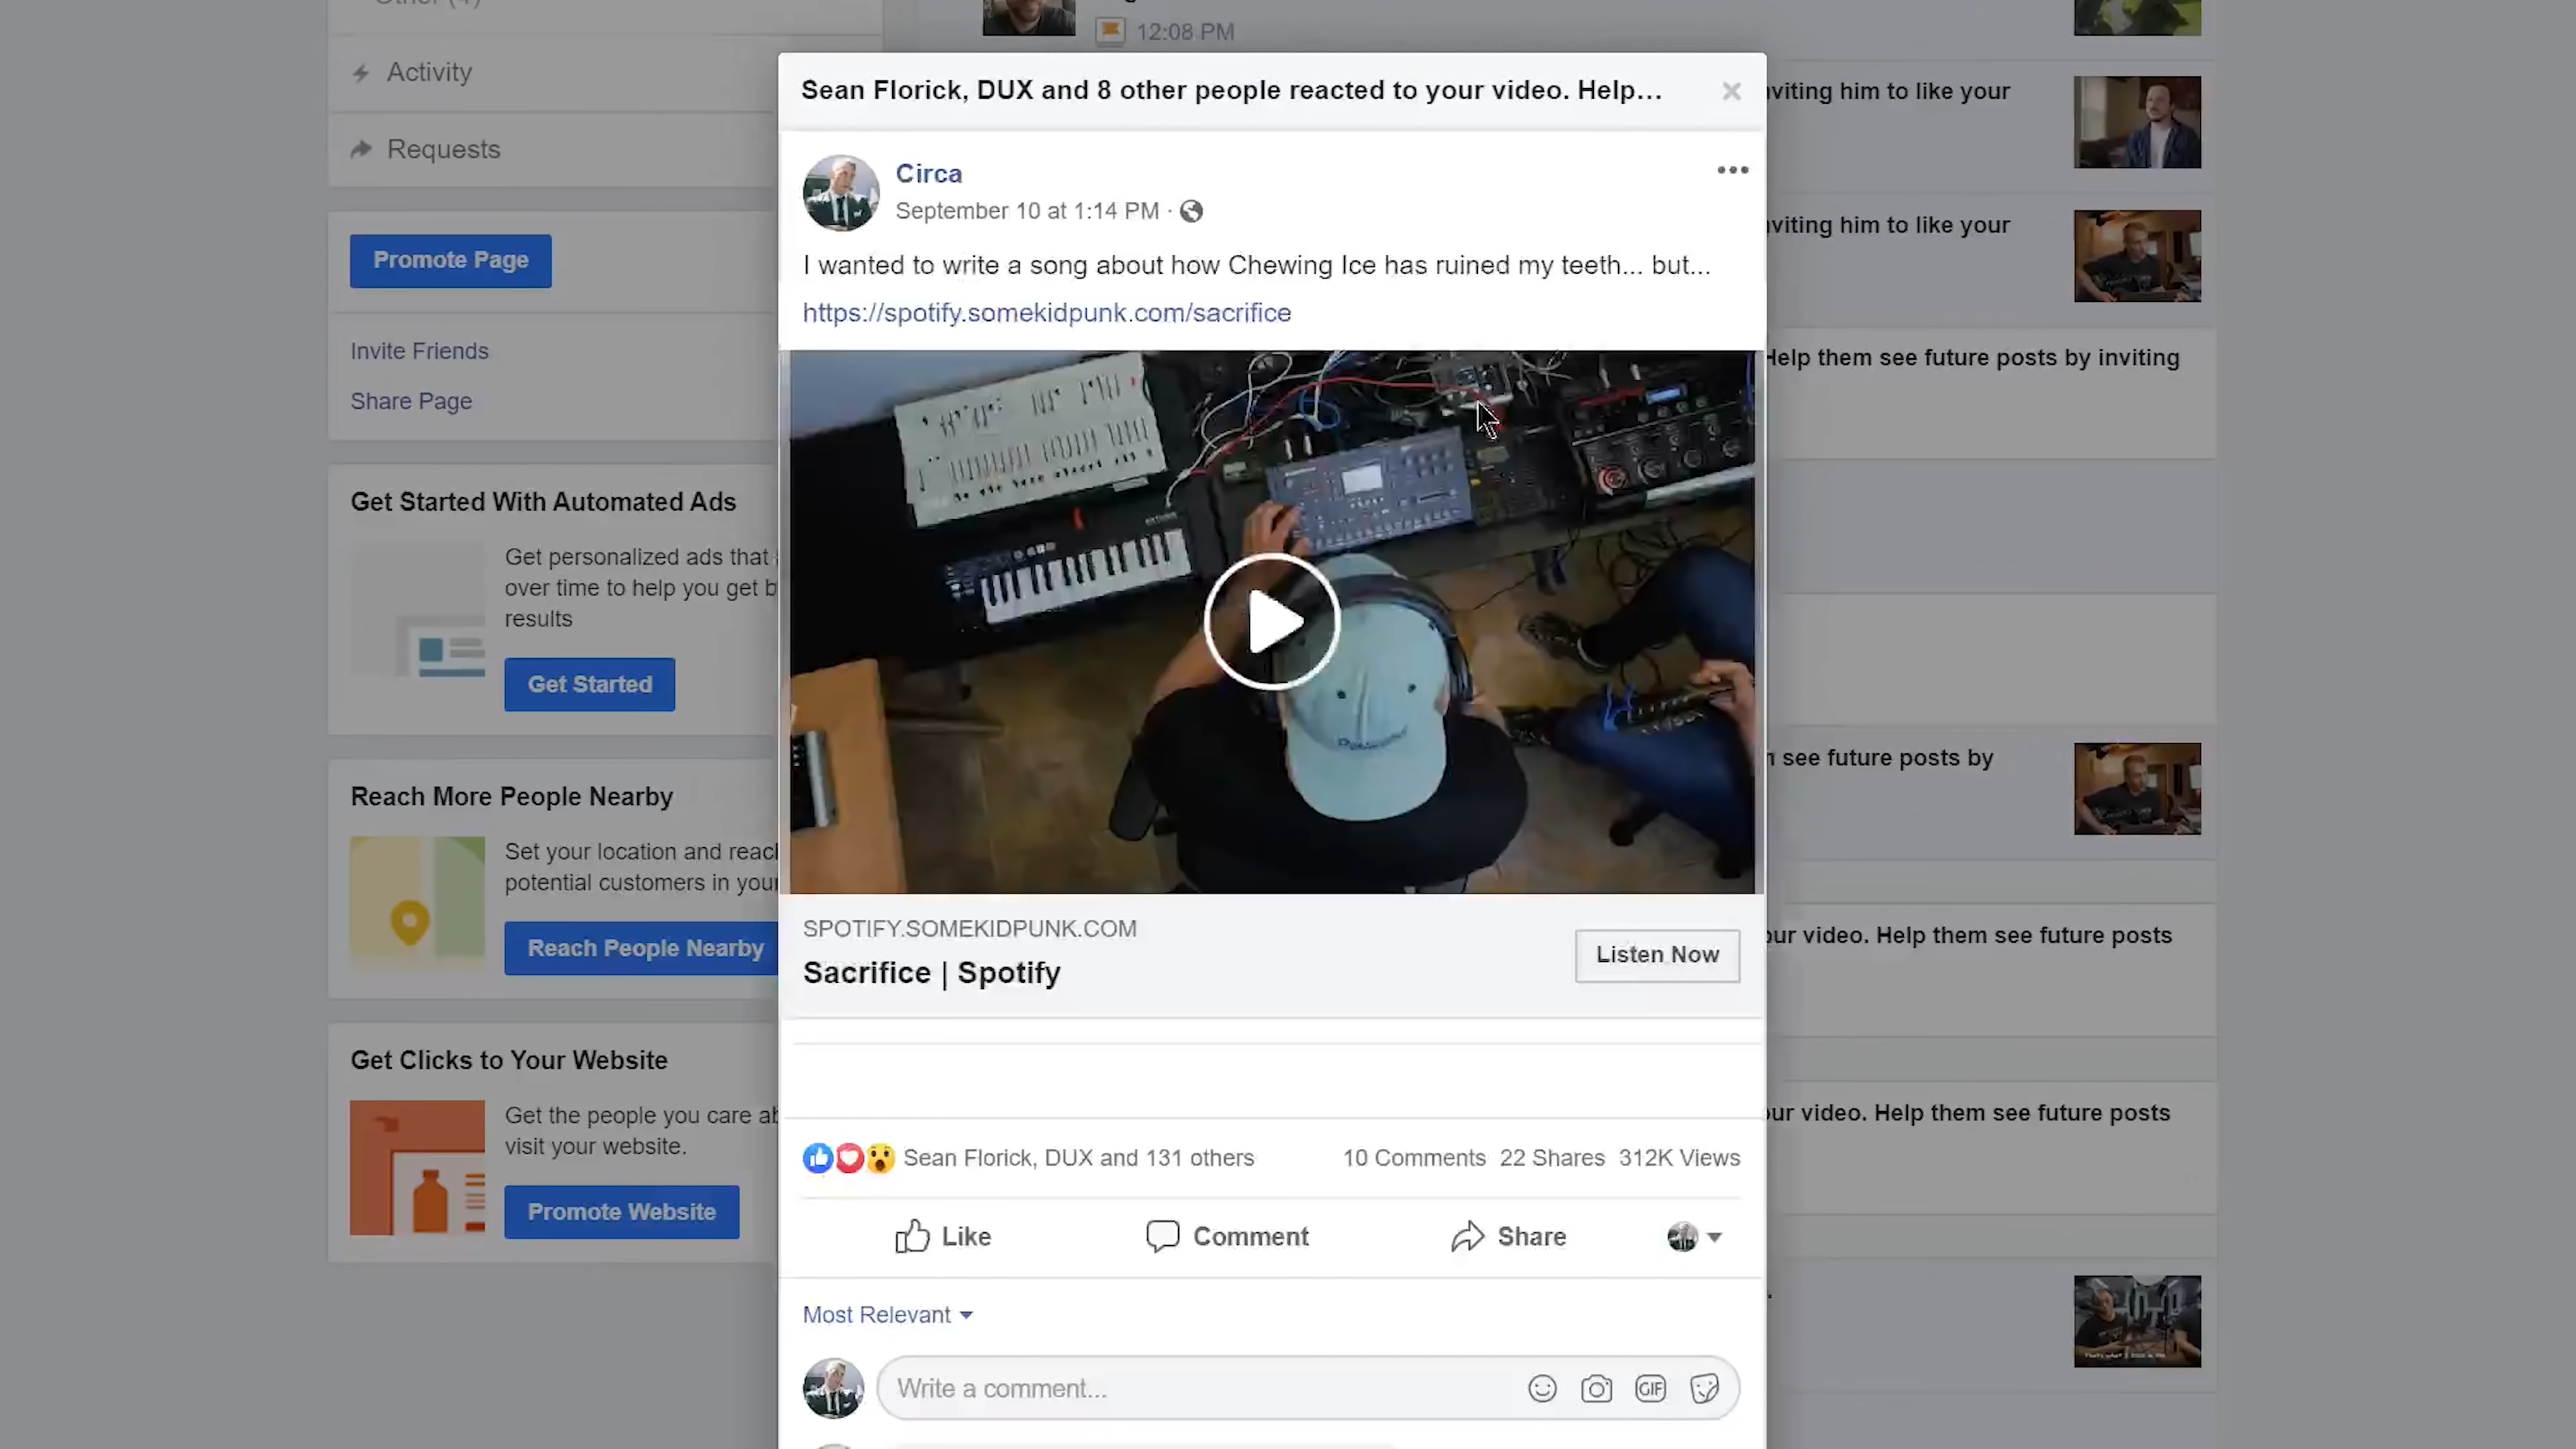 Other (4)
12:08 PM
Activity
Requests
Promote Page
Invite Friends
Share Page
Get Started With Automated Ads
Get personalized ads that
over time to help you get b
results
Get Started
Reach More People Nearby
Set your location and reach
potential customers in your
Reach People Nearby
Get Clicks to Your Website
Get the people you care ab
visit your website.
Promote Website
Sean Florick, DUX and 8 other people reacted to your video. Help...
Circa
September 10 at 1:14 PM ·
I wanted to write a song about how Chewing Ice has ruined my teeth... but...
https://spotify.somekidpunk.com/sacrifice
SPOTIFY.SOMEKIDPUNK.COM
Sacrifice | Spotify
Listen Now
Sean Florick, DUX and 131 others
10 Comments 22 Shares 312K Views
Like
Comment
Share
Most Relevant
Write a comment...
GIF
nviting him to like your
nviting him to like your
Help them see future posts by inviting
m see future posts by
our video. Help them see future posts
our video. Help them see future posts